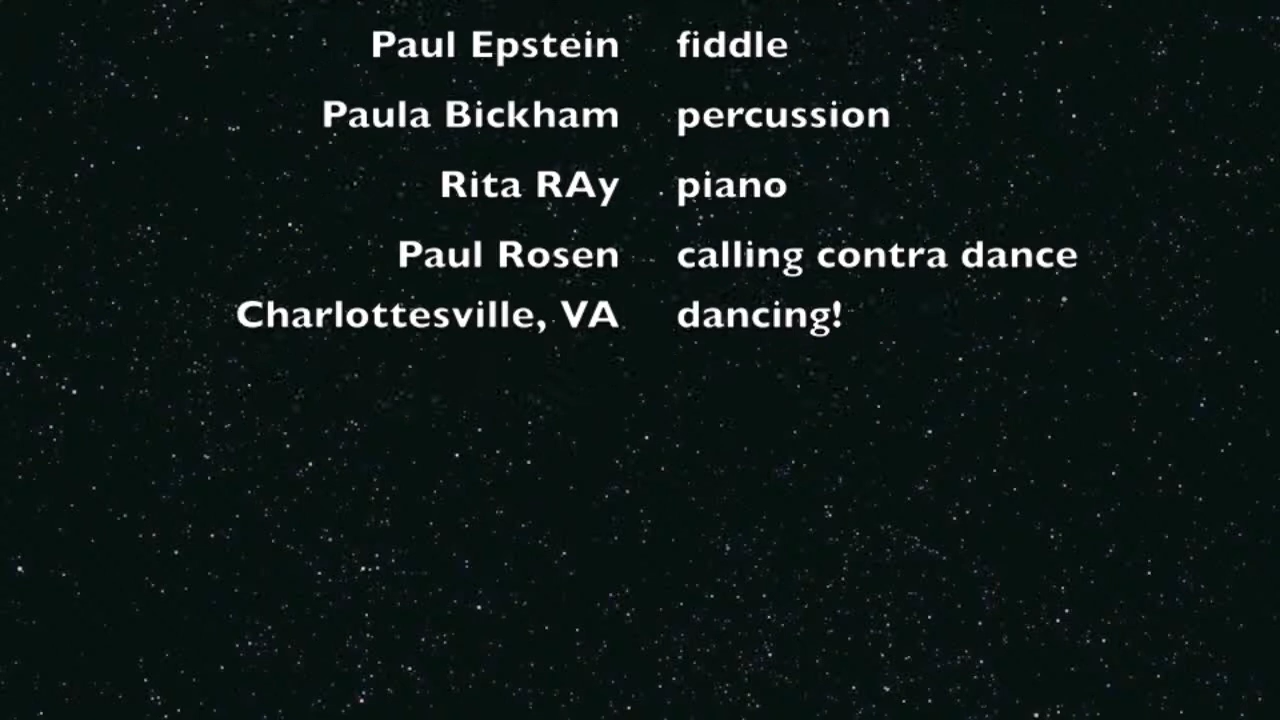 Paul Epstein fiddle
Paula Bickham percussion
Rita RAy piano
Paul Rosen calling contra dance
Charlottesville, VA dancing!